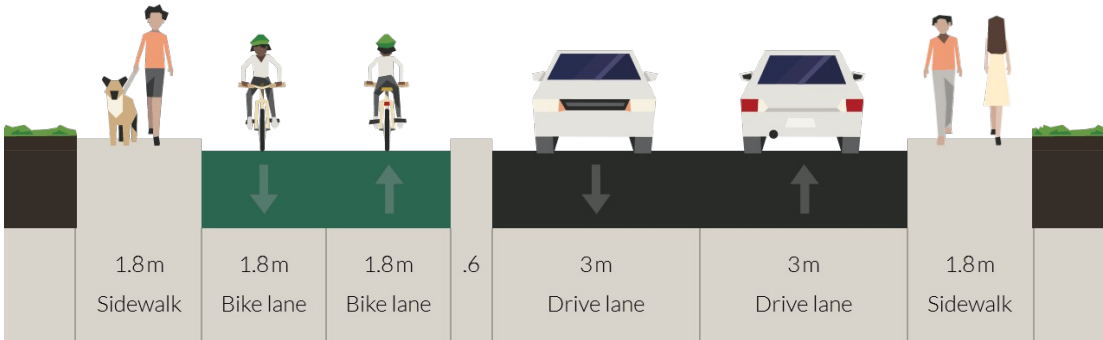 1.8m
Sidewalk
1.8m
Bike lane
1.8m
Bike lane
.6
3m
Drive lane
3m
Drive lane
1.8m
Sidewalk